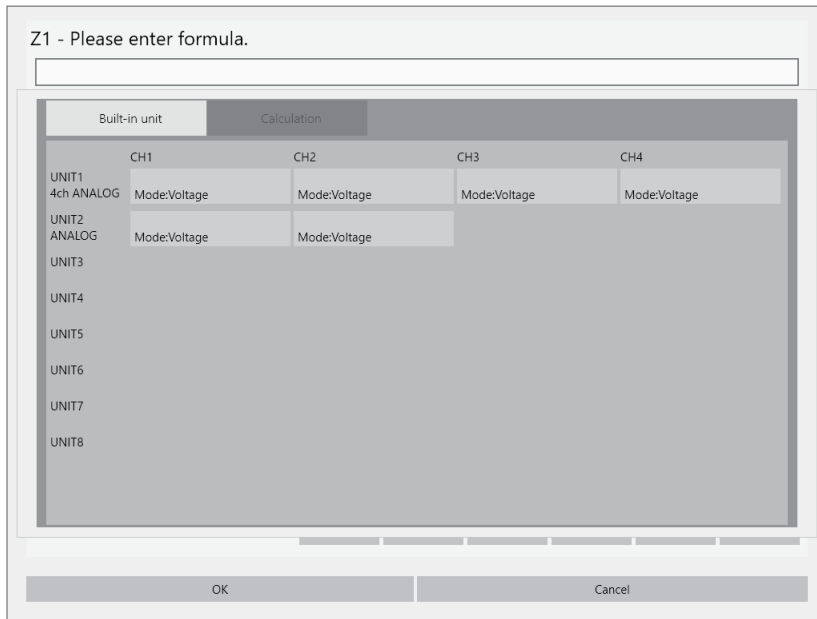 Z1 - Please enter formula.
Built-in unit Calculation
CH1 CH2 CH3 CH4
UNIT1
4ch ANALOG Mode:Voltage Mode:Voltage Mode:Voltage Mode:Voltage
UNIT2
ANALOG Mode:Voltage Mode:Voltage
UNIT3
UNIT4
UNIT5
UNIT6
UNIT7
UNIT8
OK Cancel